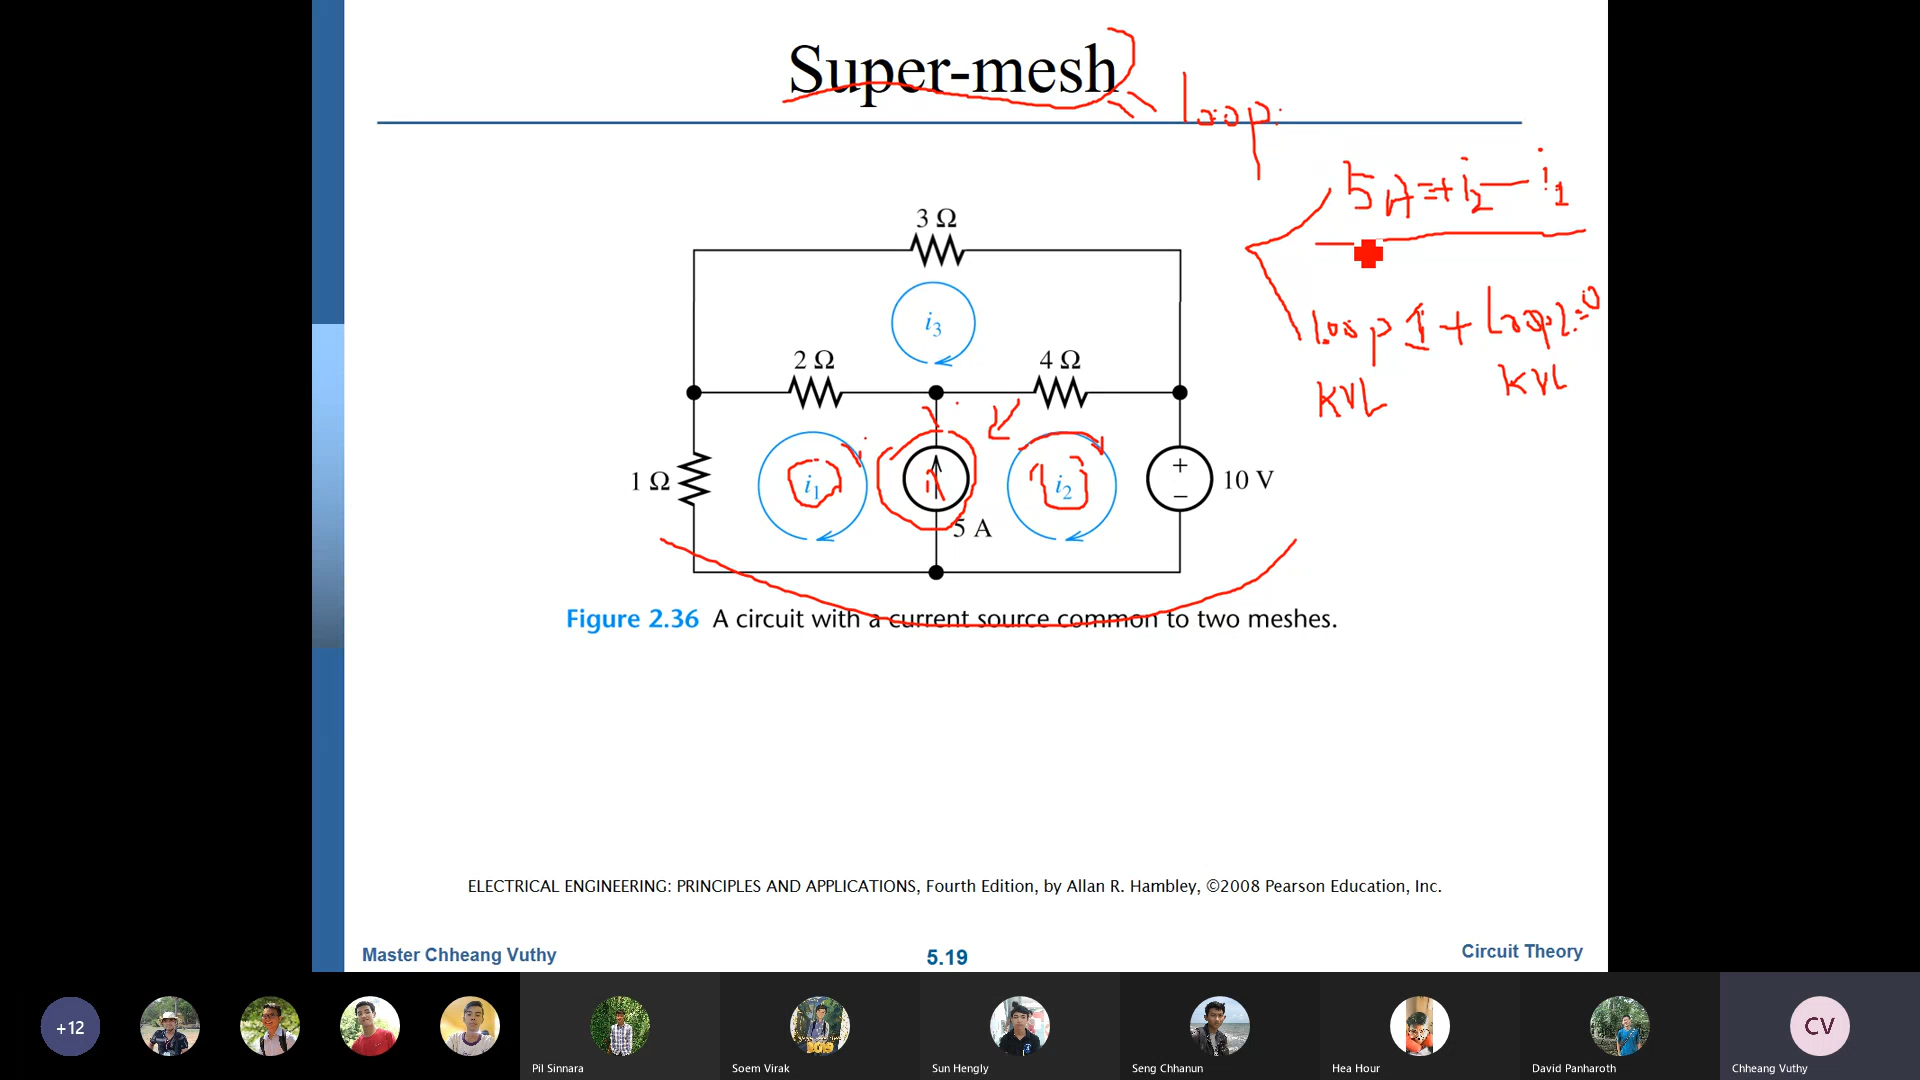 Super-mesh
loop
5A=+i2-i1
loop 1 + Loop2=0
KVL KVL
3 Ω
i3
2 Ω
4 Ω
1 Ω
i1
i2
+
−
10 V
5 A
Figure 2.36 A circuit with a current source common to two meshes.
ELECTRICAL ENGINEERING: PRINCIPLES AND APPLICATIONS, Fourth Edition, by Allan R. Hambley, ©2008 Pearson Education, Inc.
Master Chheang Vuthy
5.19
Circuit Theory
+12
Pil Sinnara
Soem Virak
2019
Sun Hengly
Seng Chhanun
Hea Hour
David Panharoth
CV
Chheang Vuthy